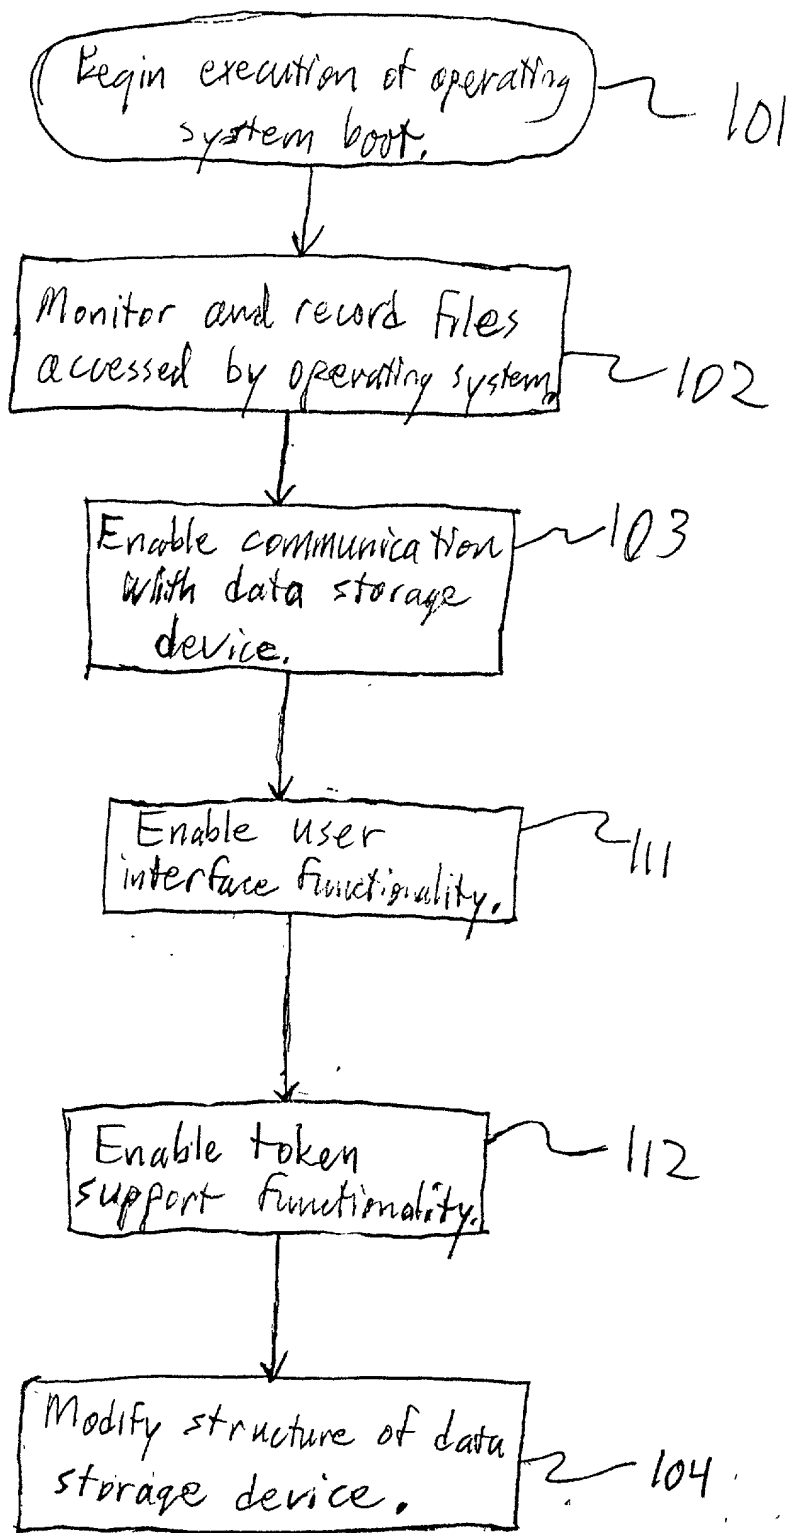 Begin execution of operating
system boot.
101
Monitor and record files
accessed by operating system.
102
Enable communication
with data storage
device.
103
Enable user
interface functionality.
111
Enable token
support functionality.
112
Modify structure of data
storage device.
104